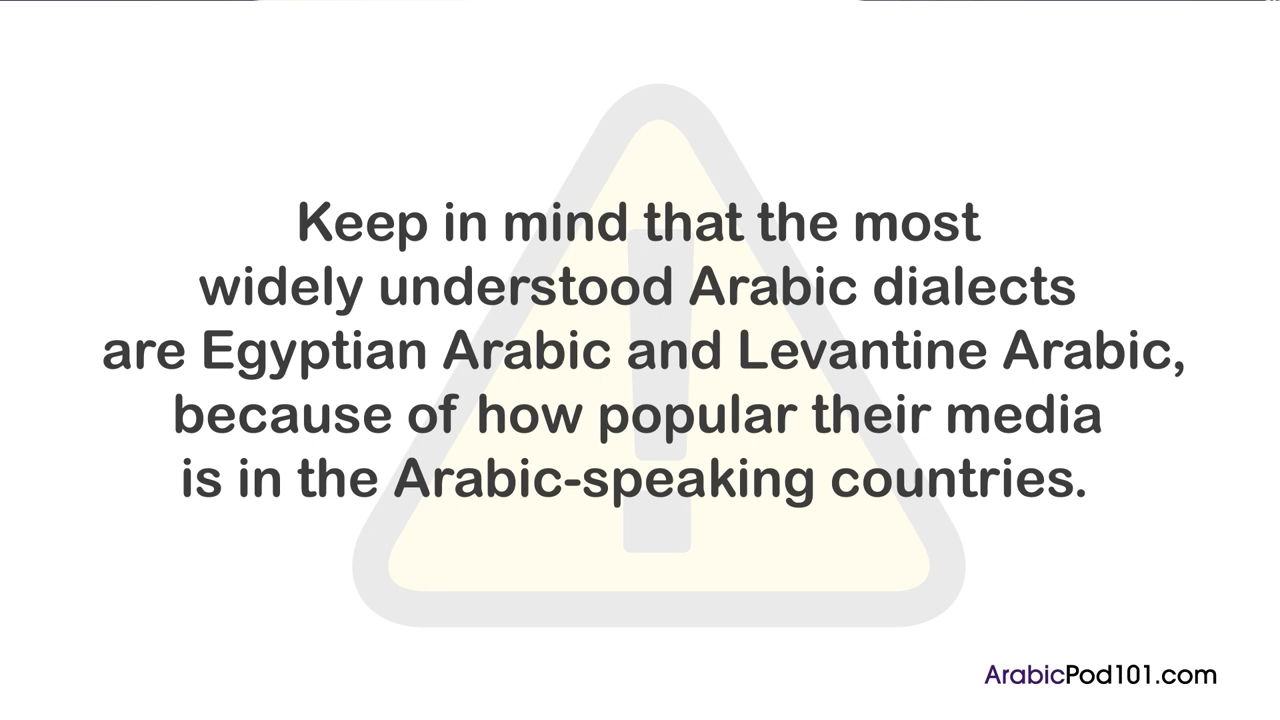 Keep in mind that the most
widely understood Arabic dialects
are Egyptian Arabic and Levantine Arabic,
because of how popular their media
is in the Arabic-speaking countries.
ArabicPod101.com